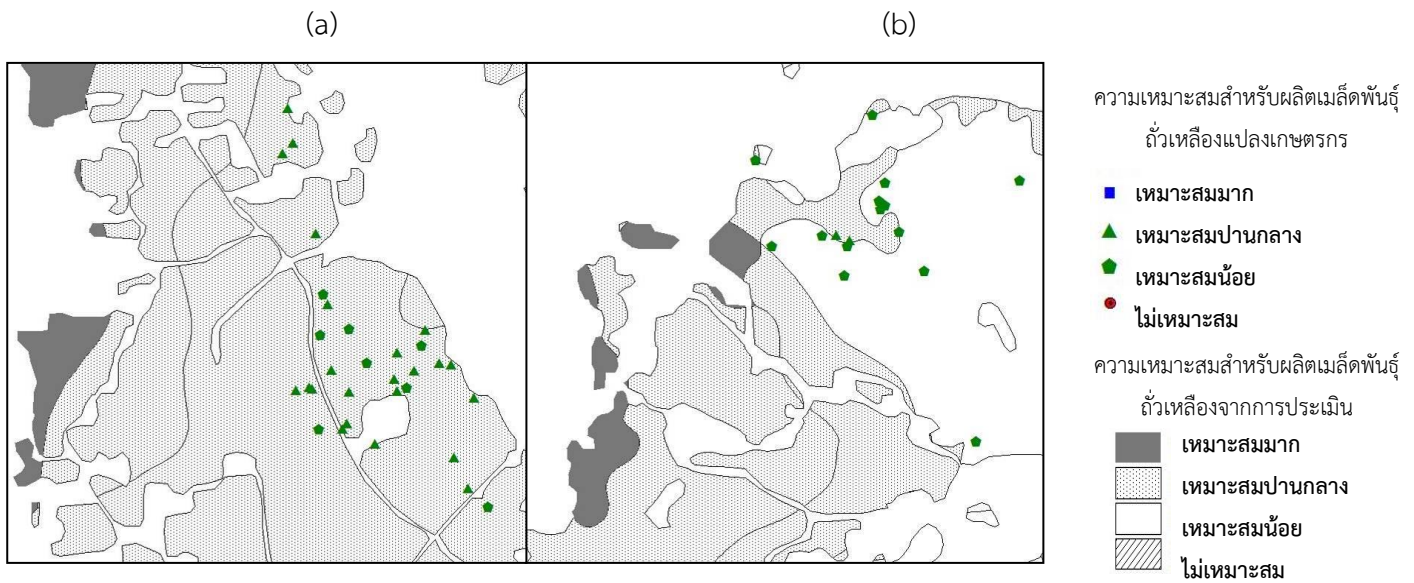 (a)
(b)
ความเหมาะสมสำหรับผลิตเมล็ดพันธุ์
ถั่วเหลืองแปลงเกษตรกร
เหมาะสมมาก
เหมาะสมปานกลาง
เหมาะสมน้อย
ไม่เหมาะสม
ความเหมาะสมสำหรับผลิตเมล็ดพันธุ์
ถั่วเหลืองจากการประเมิน
เหมาะสมมาก
เหมาะสมปานกลาง
เหมาะสมน้อย
ไม่เหมาะสม